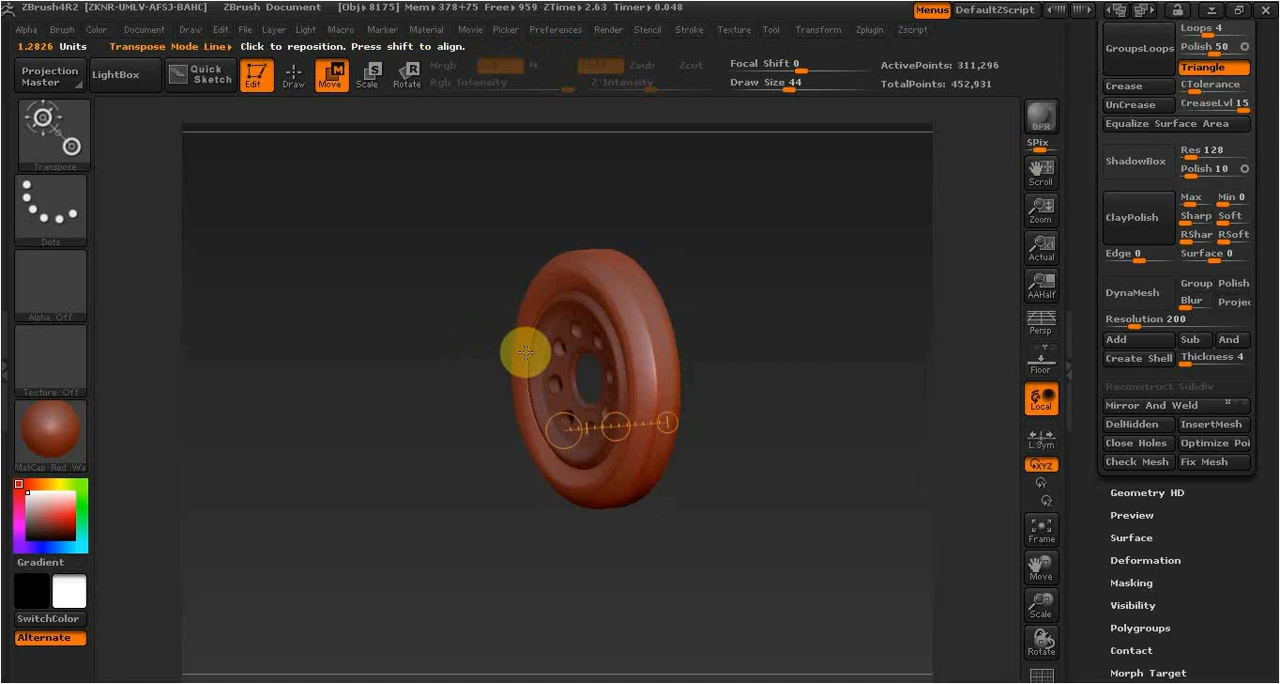 ZBrush4R2 [ZKNR-UMLV-AFSJ-BAHC] ZBrush Document [Obj▸ 8175] Mem▸ 378+75 Free▸ 959 ZTime▸ 2.63 Timer▸ 0.048 Menus DefaultZScript
Alpha Brush Color Document Draw Edit File Layer Light Macro Marker Material Movie Picker Preferences Render Stencil Stroke Texture Tool Transform Zplugin Zscript
1.2826 Units Transpose Mode Line▸ Click to reposition. Press shift to align.
Projection Master
LightBox
Quick Sketch
Edit
Draw
Move
Scale
Rotate
Mrgb M Zsub Zcut
Rgb Intensity Z Intensity
Focal Shift 0
Draw Size 44
ActivePoints: 311,296
TotalPoints: 452,931
Transpose
Dots
Alpha Off
Texture Off
MatCap Red Wa
Gradient
SwitchColor
Alternate
BPR
SPix
Scroll
Zoom
Actual
AAHalf
Persp
Floor
Local
L.Sym
XYZ
Y
Z
Frame
Move
Scale
Rotate
GroupsLoops
Loops 4
Polish 50
Triangle
Crease CTolerance
UnCrease CreaseLvl 15
Equalize Surface Area
ShadowBox
Res 128
Polish 10
ClayPolish
Max Min 0
Sharp Soft
RShar RSoft
Edge 0 Surface 0
DynaMesh
Group Polish
Blur Projec
Resolution 200
Add Sub And
Create Shell Thickness 4
Reconstruct Subdiv
Mirror And Weld
DelHidden InsertMesh
Close Holes Optimize Poi
Check Mesh Fix Mesh
Geometry HD
Preview
Surface
Deformation
Masking
Visibility
Polygroups
Contact
Morph Target